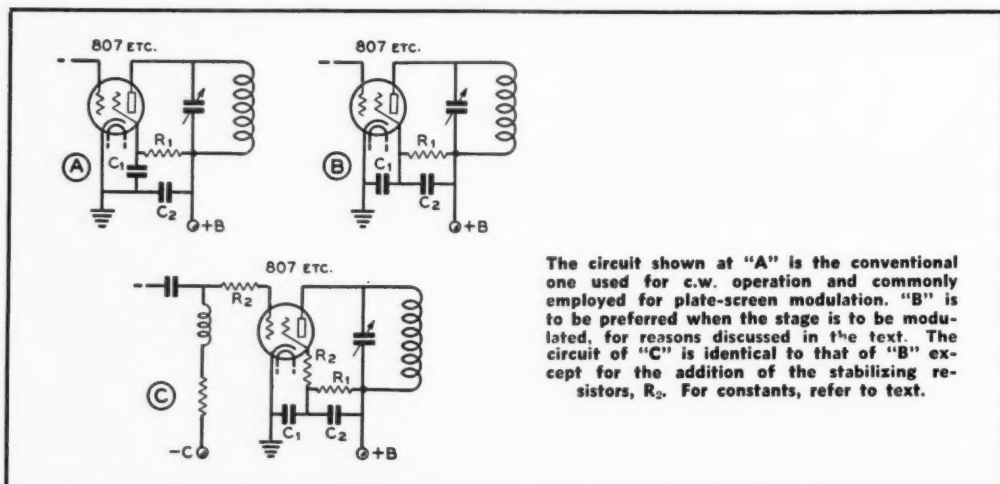 807 ETC.
R1
C1
A
C2
+B
807 ETC.
R1
B
C1
C2
+B
807 ETC.
R2
R2
R1
C
C1
C2
-C
+B
The circuit shown at "A" is the conventional
one used for c.w. operation and commonly
employed for plate-screen modulation. "B" is
to be preferred when the stage is to be modu-
lated, for reasons discussed in the text. The
circuit of "C" is identical to that of "B" ex-
cept for the addition of the stabilizing re-
sistors, R2. For constants, refer to text.